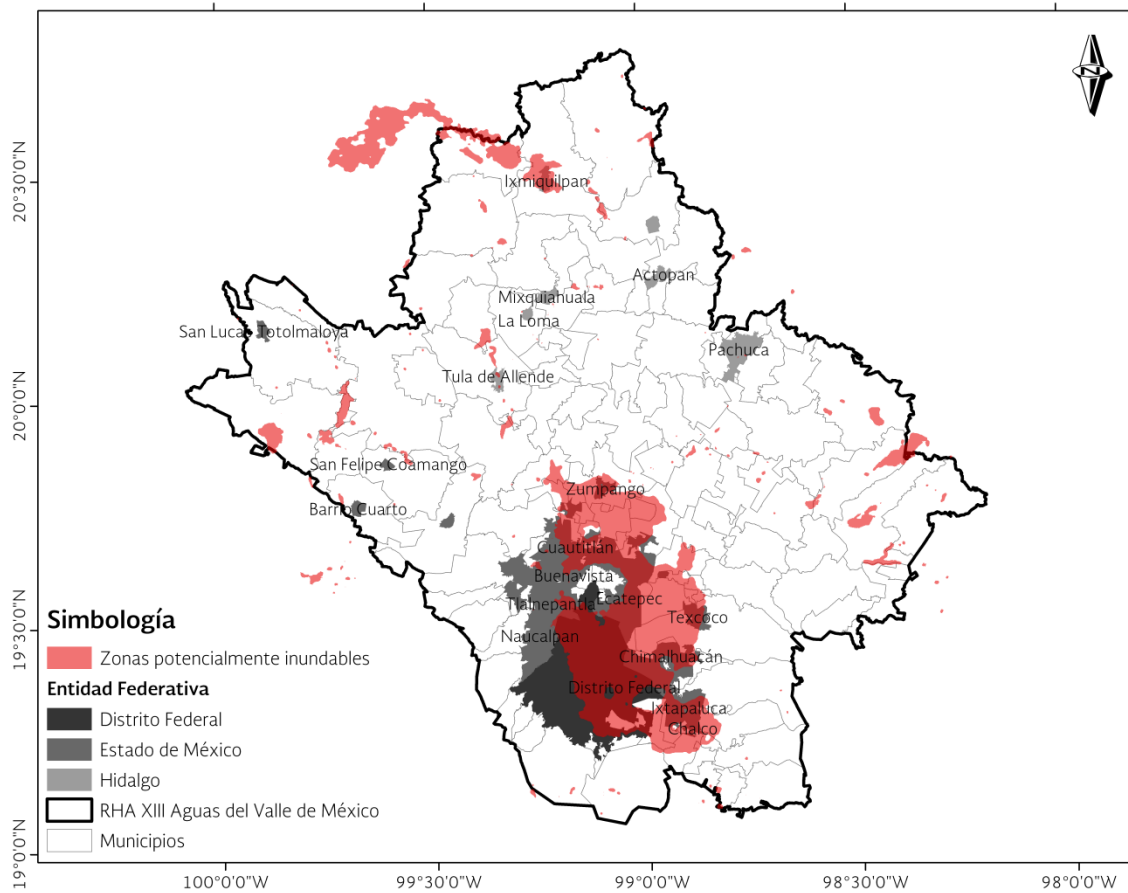 N
20°30'0"N
20°0'0"N
19°30'0"N
19°0'0"N
Ixmiquilpan
Actopan
Mixquiahuala
La Loma
San Lucas Totolmaloya
Pachuca
Tula de Allende
San Felipe Coamango
Zumpango
Barrio Cuarto
Cuautitlán
Buenavista
Tlalnepantla
Ecatepec
Texcoco
Naucalpan
Chimalhuacán
Distrito Federal
Ixtapaluca
Chalco
Simbología
Zonas potencialmente inundables
Entidad Federativa
Distrito Federal
Estado de México
Hidalgo
RHA XIII Aguas del Valle de México
Municipios
100°0'0"W
99°30'0"W
99°0'0"W
98°30'0"W
98°0'0"W